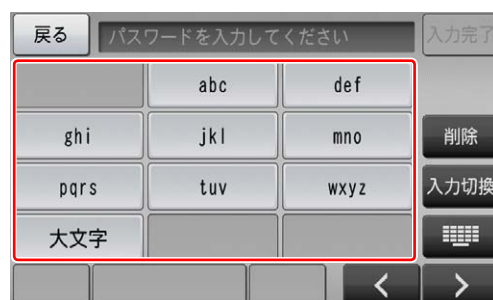 戻る パスワードを入力してください 入力完了
abc def
ghi jkl mno 削除
pqrs tuv wxyz 入力切換
大文字